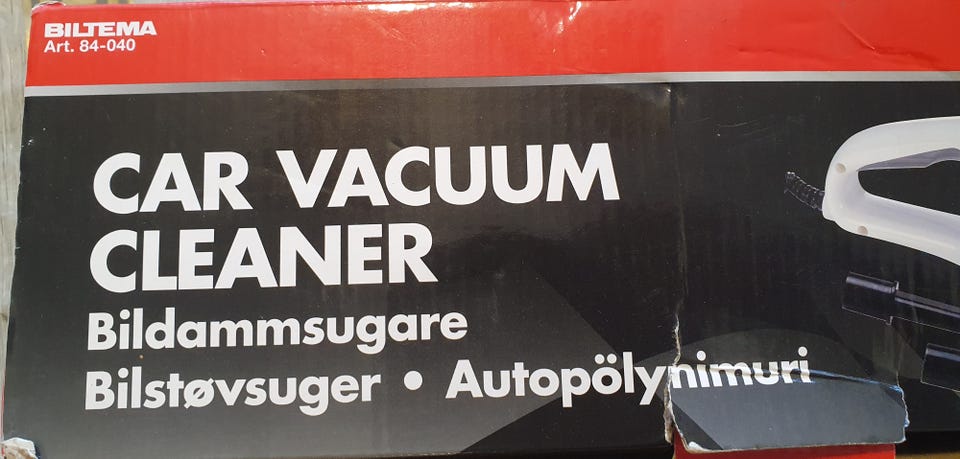 BILTEMA
Art. 84-040
CAR VACUUM
CLEANER
Bildammsugare
Bilstøvsuger • Autopölynimuri